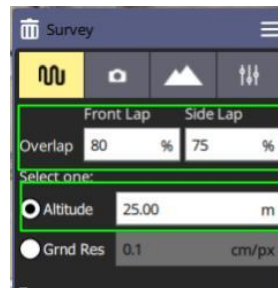 Survey
Front Lap Side Lap
Overlap 80 % 75 %
Select one:
Altitude 25.00 m
Grnd Res 0.1 cm/px